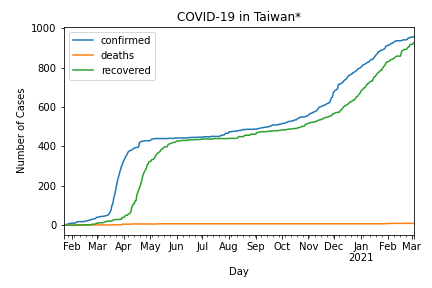 COVID-19 in Taiwan*
1000
800
600
400
200
0
Number of Cases
confirmed
deaths
recovered
Feb Mar Apr May Jun Jul Aug Sep Oct Nov Dec Jan Feb Mar
2021
Day